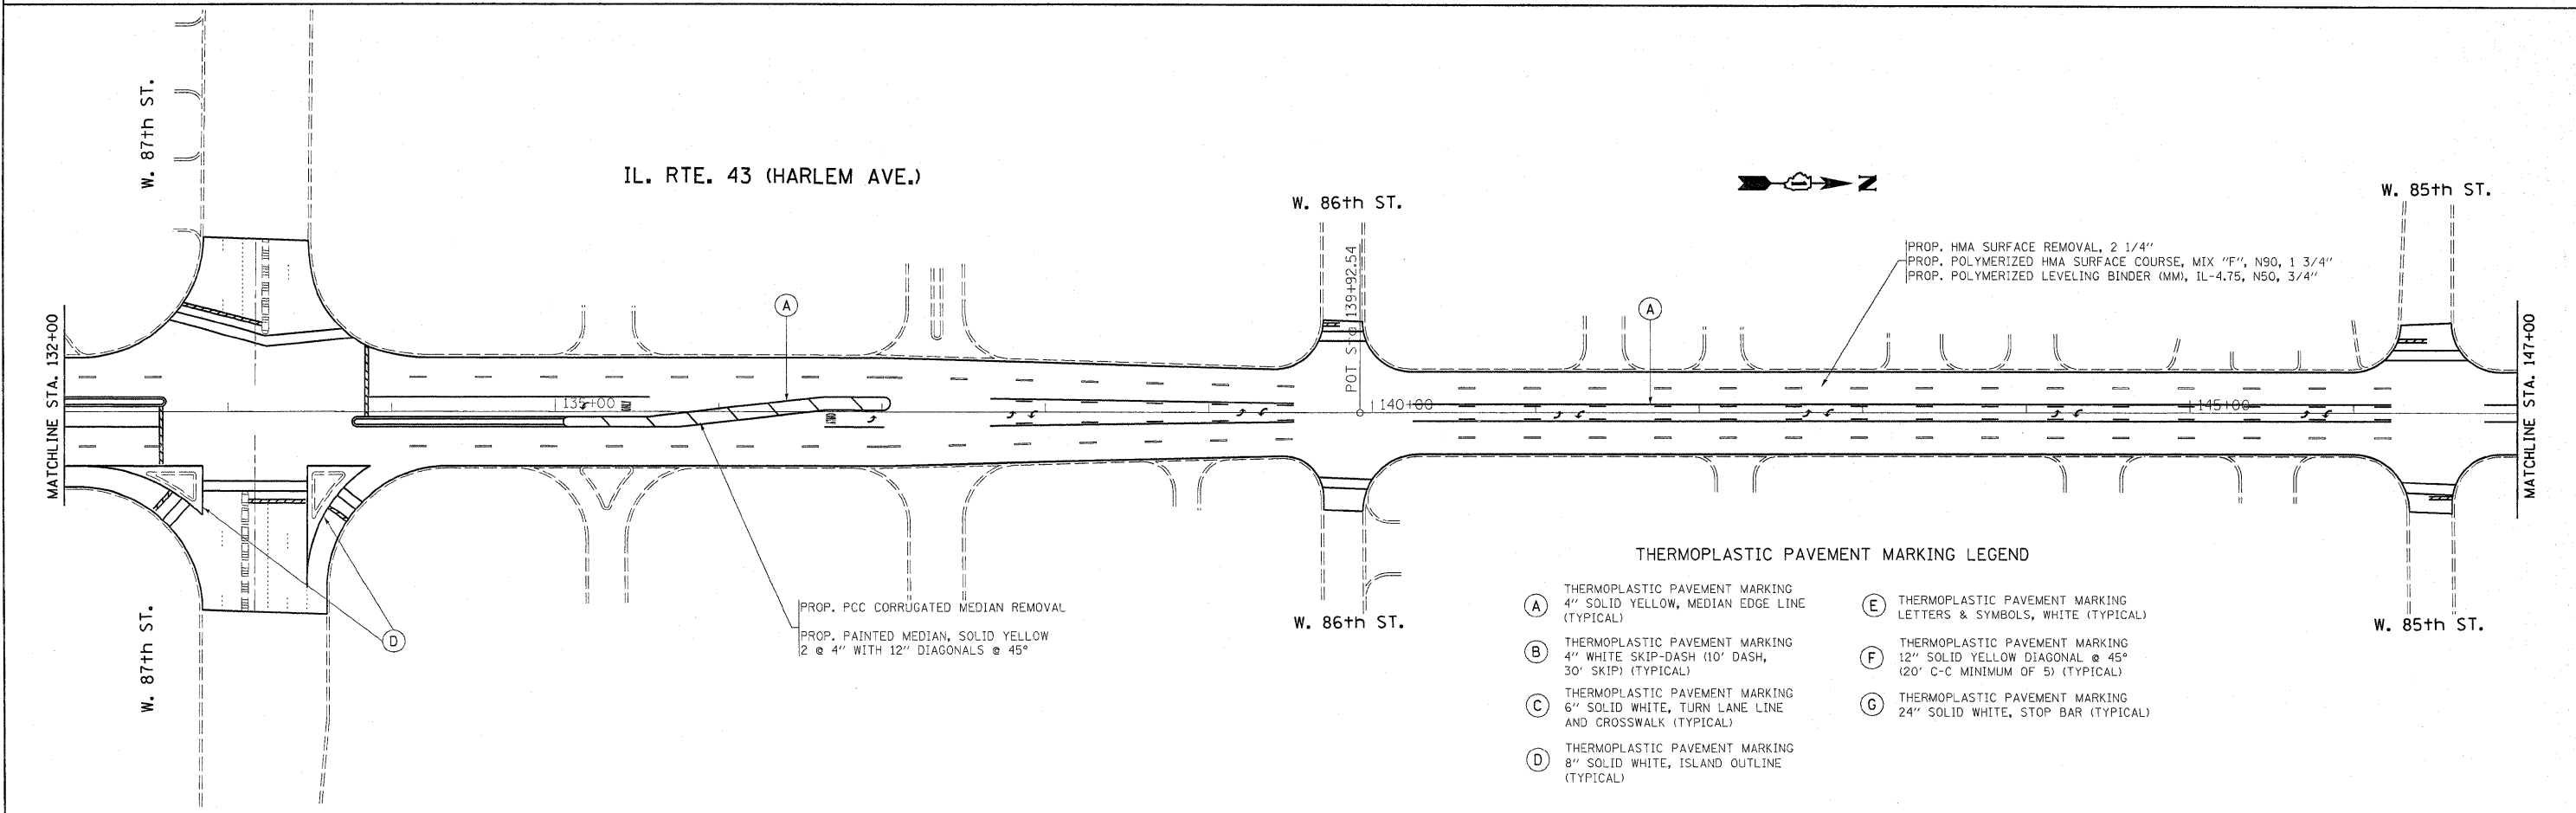 W. 87th ST.
IL. RTE. 43 (HARLEM AVE.)
W. 86th ST.
N
W. 85th ST.
PROP. HMA SURFACE REMOVAL, 2 1/4"
PROP. POLYMERIZED HMA SURFACE COURSE, MIX "F", N90, 1 3/4"
PROP. POLYMERIZED LEVELING BINDER (MM), IL-4.75, N50, 3/4"
A
A
MATCHLINE STA. 132+00
135+00
POT Sta 139+92.54
140+00
145+00
MATCHLINE STA. 147+00
W. 87th ST.
D
PROP. PCC CORRUGATED MEDIAN REMOVAL
PROP. PAINTED MEDIAN, SOLID YELLOW
2 @ 4" WITH 12" DIAGONALS @ 45°
W. 86th ST.
W. 85th ST.
THERMOPLASTIC PAVEMENT MARKING LEGEND
A THERMOPLASTIC PAVEMENT MARKING
4" SOLID YELLOW, MEDIAN EDGE LINE
(TYPICAL)
B THERMOPLASTIC PAVEMENT MARKING
4" WHITE SKIP-DASH (10' DASH,
30' SKIP) (TYPICAL)
C THERMOPLASTIC PAVEMENT MARKING
6" SOLID WHITE, TURN LANE LINE
AND CROSSWALK (TYPICAL)
D THERMOPLASTIC PAVEMENT MARKING
8" SOLID WHITE, ISLAND OUTLINE
(TYPICAL)
E THERMOPLASTIC PAVEMENT MARKING
LETTERS & SYMBOLS, WHITE (TYPICAL)
F THERMOPLASTIC PAVEMENT MARKING
12" SOLID YELLOW DIAGONAL @ 45°
(20' C-C MINIMUM OF 5) (TYPICAL)
G THERMOPLASTIC PAVEMENT MARKING
24" SOLID WHITE, STOP BAR (TYPICAL)